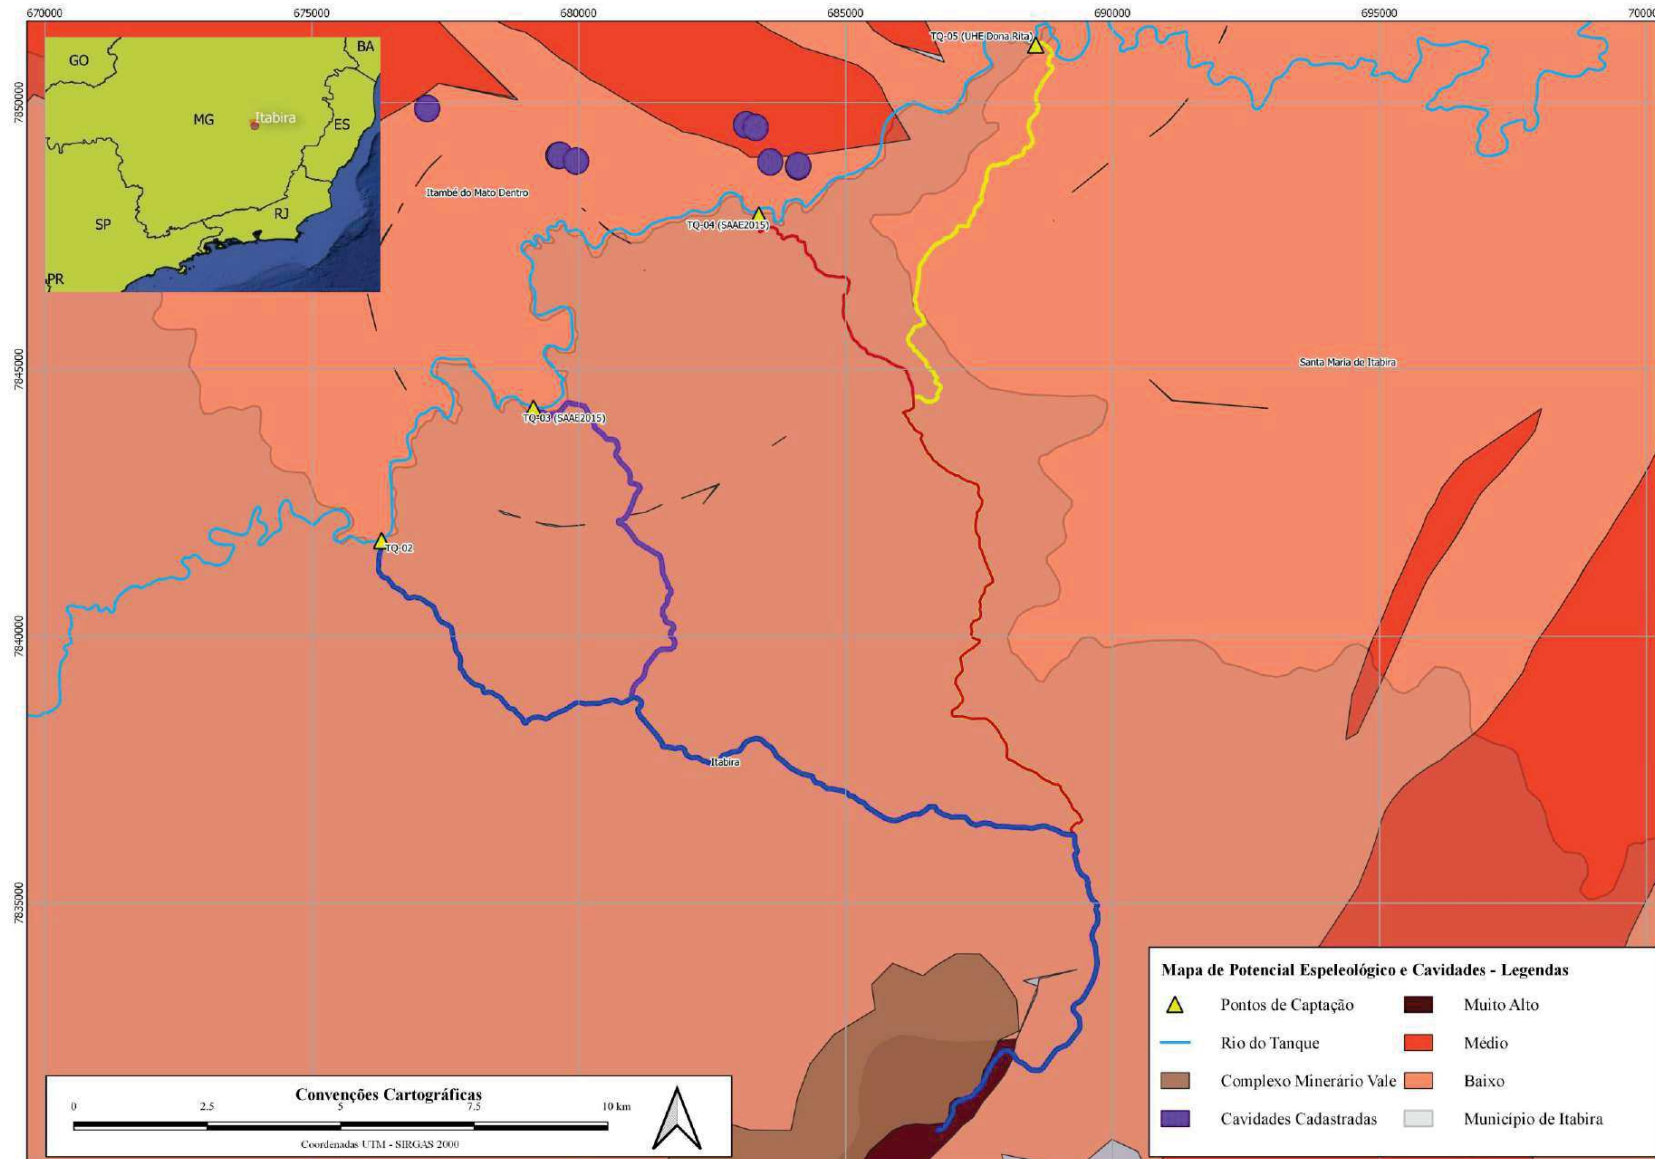 670000
675000
680000
685000
690000
695000
70000
7850000
7845000
7840000
7835000
GO
BA
MG
Itabira
ES
SP
RJ
PR
TQ-05 (UHE Dona Rita)
Itambé do Mato Dentro
TQ-04 (SAAE2015)
Santa Maria de Itabira
TQ-03 (SAAE2015)
TQ-02
Itabira
Mapa de Potencial Espeleológico e Cavidades - Legendas
Pontos de Captação
Muito Alto
Rio do Tanque
Médio
Complexo Minerário Vale
Baixo
Cavidades Cadastradas
Município de Itabira
Convenções Cartográficas
0 2.5 5 7.5 10 km
Coordenadas UTM - SIRGAS 2000